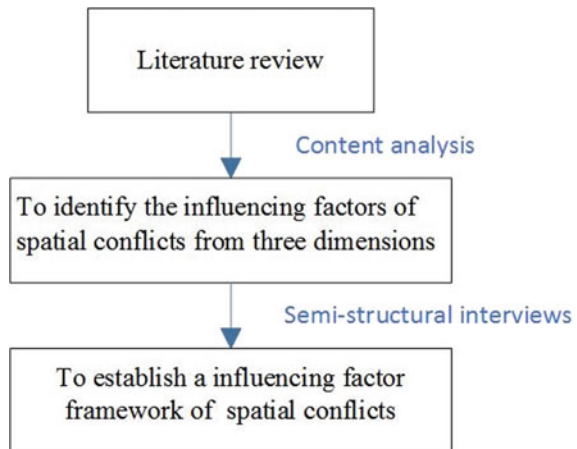 Literature review
Content analysis
To identify the influencing factors of
spatial conflicts from three dimensions
Semi-structural interviews
To establish a influencing factor
framework of spatial conflicts